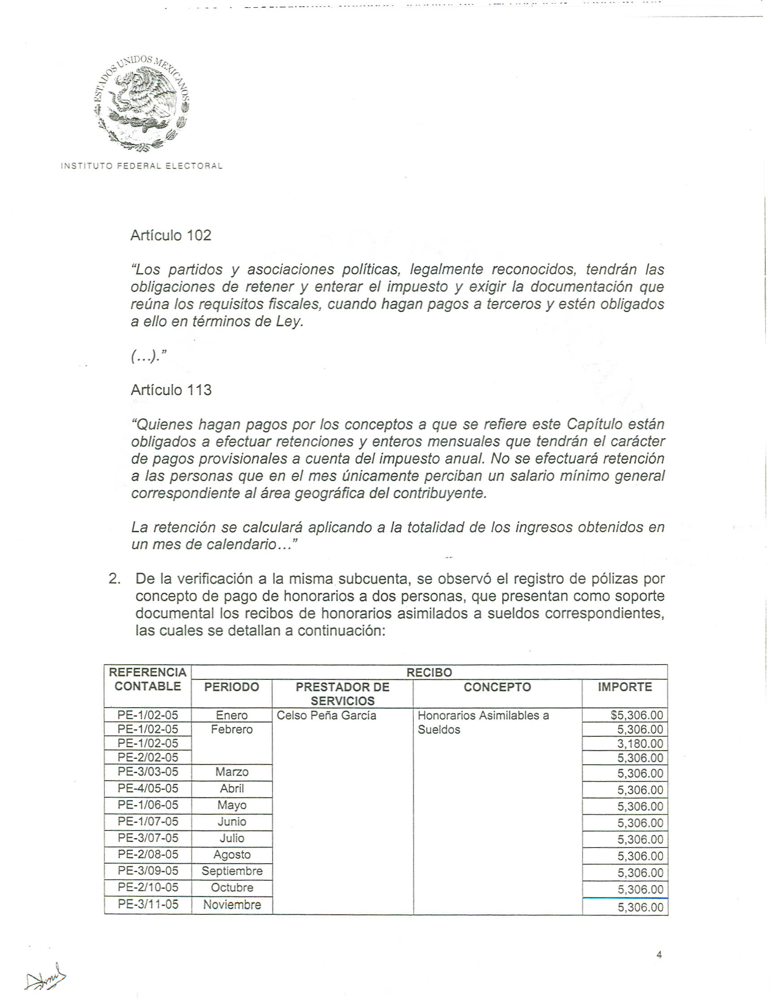 ESTADOS UNIDOS MEXICANOS
INSTITUTO FEDERAL ELECTORAL
Artículo 102
“Los partidos y asociaciones políticas, legalmente reconocidos, tendrán las
obligaciones de retener y enterar el impuesto y exigir la documentación que
reúna los requisitos fiscales, cuando hagan pagos a terceros y estén obligados
a ello en términos de Ley.
(...).”
Artículo 113
“Quienes hagan pagos por los conceptos a que se refiere este Capítulo están
obligados a efectuar retenciones y enteros mensuales que tendrán el carácter
de pagos provisionales a cuenta del impuesto anual. No se efectuará retención
a las personas que en el mes únicamente perciban un salario mínimo general
correspondiente al área geográfica del contribuyente.
La retención se calculará aplicando a la totalidad de los ingresos obtenidos en
un mes de calendario...”
2. De la verificación a la misma subcuenta, se observó el registro de pólizas por
concepto de pago de honorarios a dos personas, que presentan como soporte
documental los recibos de honorarios asimilados a sueldos correspondientes,
las cuales se detallan a continuación:
REFERENCIA RECIBO
CONTABLE PERIODO PRESTADOR DE CONCEPTO IMPORTE
SERVICIOS
PE-1/02-05 Enero Celso Peña García Honorarios Asimilables a $5,306.00
PE-1/02-05 Febrero Sueldos 5,306.00
PE-1/02-05 3,180.00
PE-2/02-05 5,306.00
PE-3/03-05 Marzo 5,306.00
PE-4/05-05 Abril 5,306.00
PE-1/06-05 Mayo 5,306.00
PE-1/07-05 Junio 5,306.00
PE-3/07-05 Julio 5,306.00
PE-2/08-05 Agosto 5,306.00
PE-3/09-05 Septiembre 5,306.00
PE-2/10-05 Octubre 5,306.00
PE-3/11-05 Noviembre 5,306.00
4